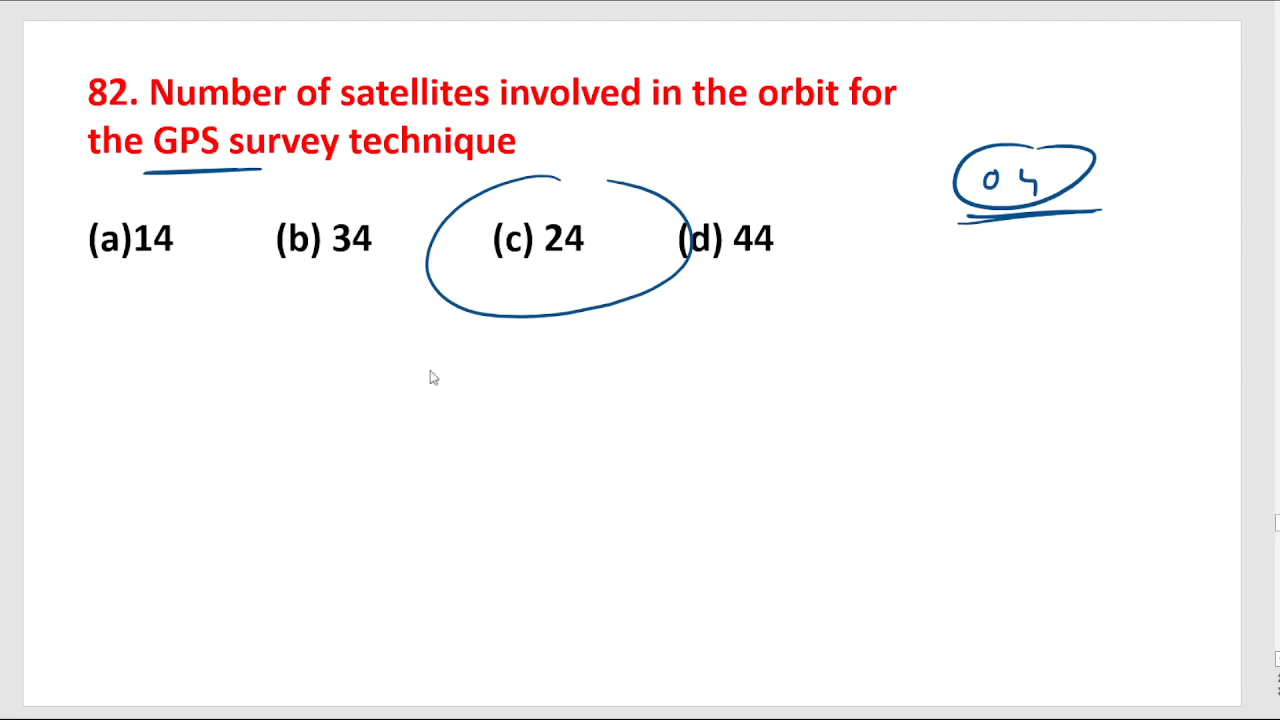 82. Number of satellites involved in the orbit for
the GPS survey technique
04
(a)14 (b) 34 (c) 24 (d) 44